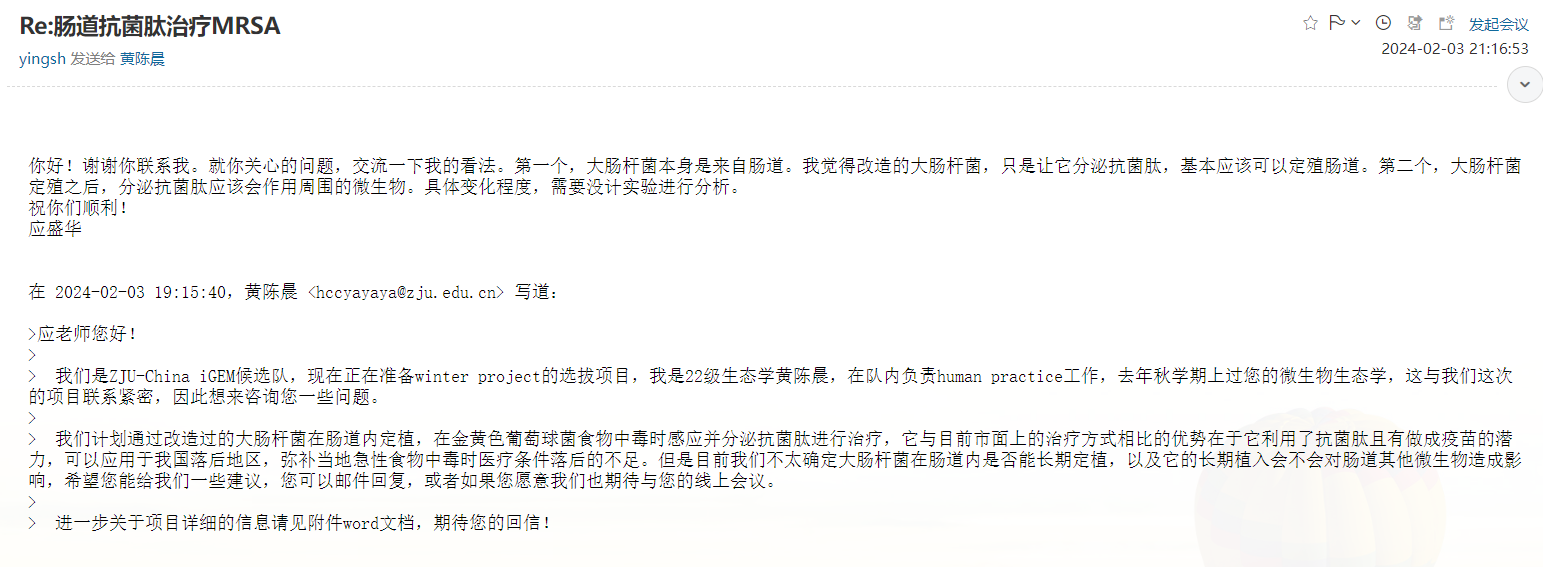 Re:肠道抗菌肽治疗MRSA
发起会议
yingsh 发送给 黄陈晨
2024-02-03 21:16:53
你好！谢谢你联系我。就你关心的问题，交流一下我的看法。第一个，大肠杆菌本身是来自肠道。我觉得改造的大肠杆菌，只是让它分泌抗菌肽，基本应该可以定殖肠道。第二个，大肠杆菌
定殖之后，分泌抗菌肽应该会作用周围的微生物。具体变化程度，需要没计实验进行分析。
祝你们顺利！
应盛华
在 2024-02-03 19:15:40，黄陈晨 <hccyayaya@zju.edu.cn> 写道：
>应老师您好！
>
>  我们是ZJU-China iGEM候选队，现在正在准备winter project的选拔项目，我是22级生态学黄陈晨，在队内负责human practice工作，去年秋学期上过您的微生物生态学，这与我们这次
的项目联系紧密，因此想来咨询您一些问题。
>
>  我们计划通过改造过的大肠杆菌在肠道内定植，在金黄色葡萄球菌食物中毒时感应并分泌抗菌肽进行治疗，它与目前市面上的治疗方式相比的优势在于它利用了抗菌肽且有做成疫苗的潜
力，可以应用于我国落后地区，弥补当地急性食物中毒时医疗条件落后的不足。但是目前我们不太确定大肠杆菌在肠道内是否能长期定植，以及它的长期植入会不会对肠道其他微生物造成影
响，希望您能给我们一些建议，您可以邮件回复，或者如果您愿意我们也期待与您的线上会议。
>
>  进一步关于项目详细的信息请见附件word文档，期待您的回信！